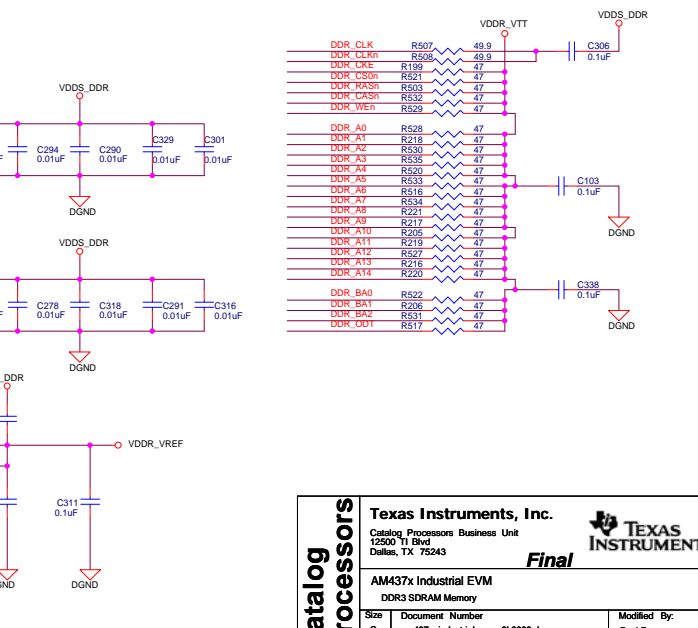 VDDR_VTT
VDDS_DDR
DDR_CLK R507 49.9
DDR_CLKn R508 49.9
C306
0.1uF
DDR_CKE R199 47
DDR_CS0n R521 47
DDR_RASn R503 47
DDR_CASn R532 47
DDR_WEn R529 47
DDR_A0 R528 47
DDR_A1 R218 47
DDR_A2 R530 47
DDR_A3 R535 47
DDR_A4 R520 47
DDR_A5 R533 47
DDR_A6 R516 47
DDR_A7 R534 47
DDR_A8 R221 47
DDR_A9 R217 47
DDR_A10 R205 47
DDR_A11 R219 47
DDR_A12 R527 47
DDR_A13 R216 47
DDR_A14 R220 47
C103
0.1uF
DGND
DDR_BA0 R522 47
DDR_BA1 R206 47
DDR_BA2 R531 47
DDR_ODT R517 47
C338
0.1uF
DGND
VDDS_DDR
C294
0.01uF
C290
0.01uF
C329
0.01uF
C301
0.01uF
DGND
VDDS_DDR
C278
0.01uF
C318
0.01uF
C291
0.01uF
C316
0.01uF
DGND
_DDR
VDDR_VREF
C311
0.1uF
GND
DGND
atalog
rocessors
Texas Instruments, Inc.
Catalog Processors Business Unit
12500 TI Blvd
Dallas, TX 75243
Final
TEXAS
INSTRUMENT
AM437x Industrial EVM
DDR3 SDRAM Memory
Size Document Number
Modified By: